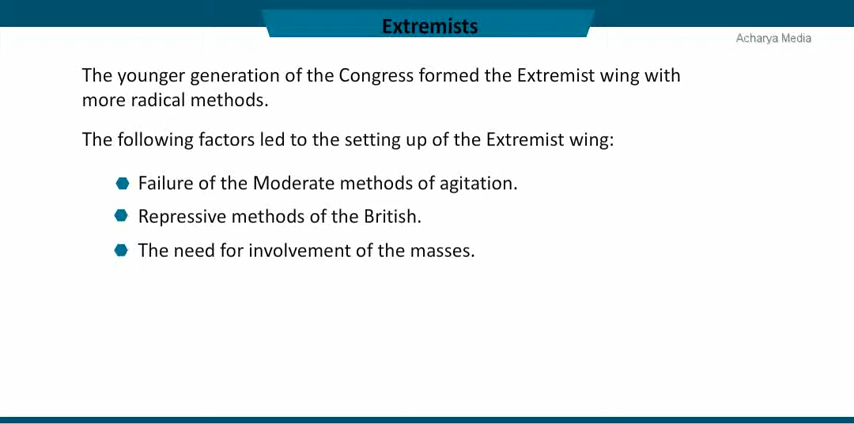 Extremists
Acharya Media
The younger generation of the Congress formed the Extremist wing with
more radical methods.
The following factors led to the setting up of the Extremist wing:
Failure of the Moderate methods of agitation.
Repressive methods of the British.
The need for involvement of the masses.